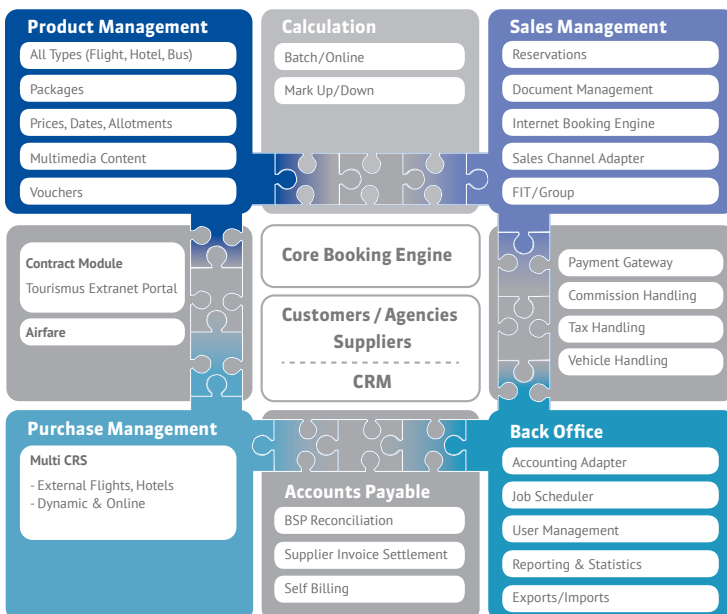 Product Management
All Types (Flight, Hotel, Bus)
Packages
Prices, Dates, Allotments
Multimedia Content
Vouchers
Calculation
Batch/Online
Mark Up/Down
Sales Management
Reservations
Document Management
Internet Booking Engine
Sales Channel Adapter
FIT/Group
Contract Module
Tourismus Extranet Portal
Airfare
Core Booking Engine
Customers / Agencies
Suppliers
CRM
Payment Gateway
Commission Handling
Tax Handling
Vehicle Handling
Purchase Management
Multi CRS
- External Flights, Hotels
- Dynamic & Online
Accounts Payable
BSP Reconciliation
Supplier Invoice Settlement
Self Billing
Back Office
Accounting Adapter
Job Scheduler
User Management
Reporting & Statistics
Exports/Imports